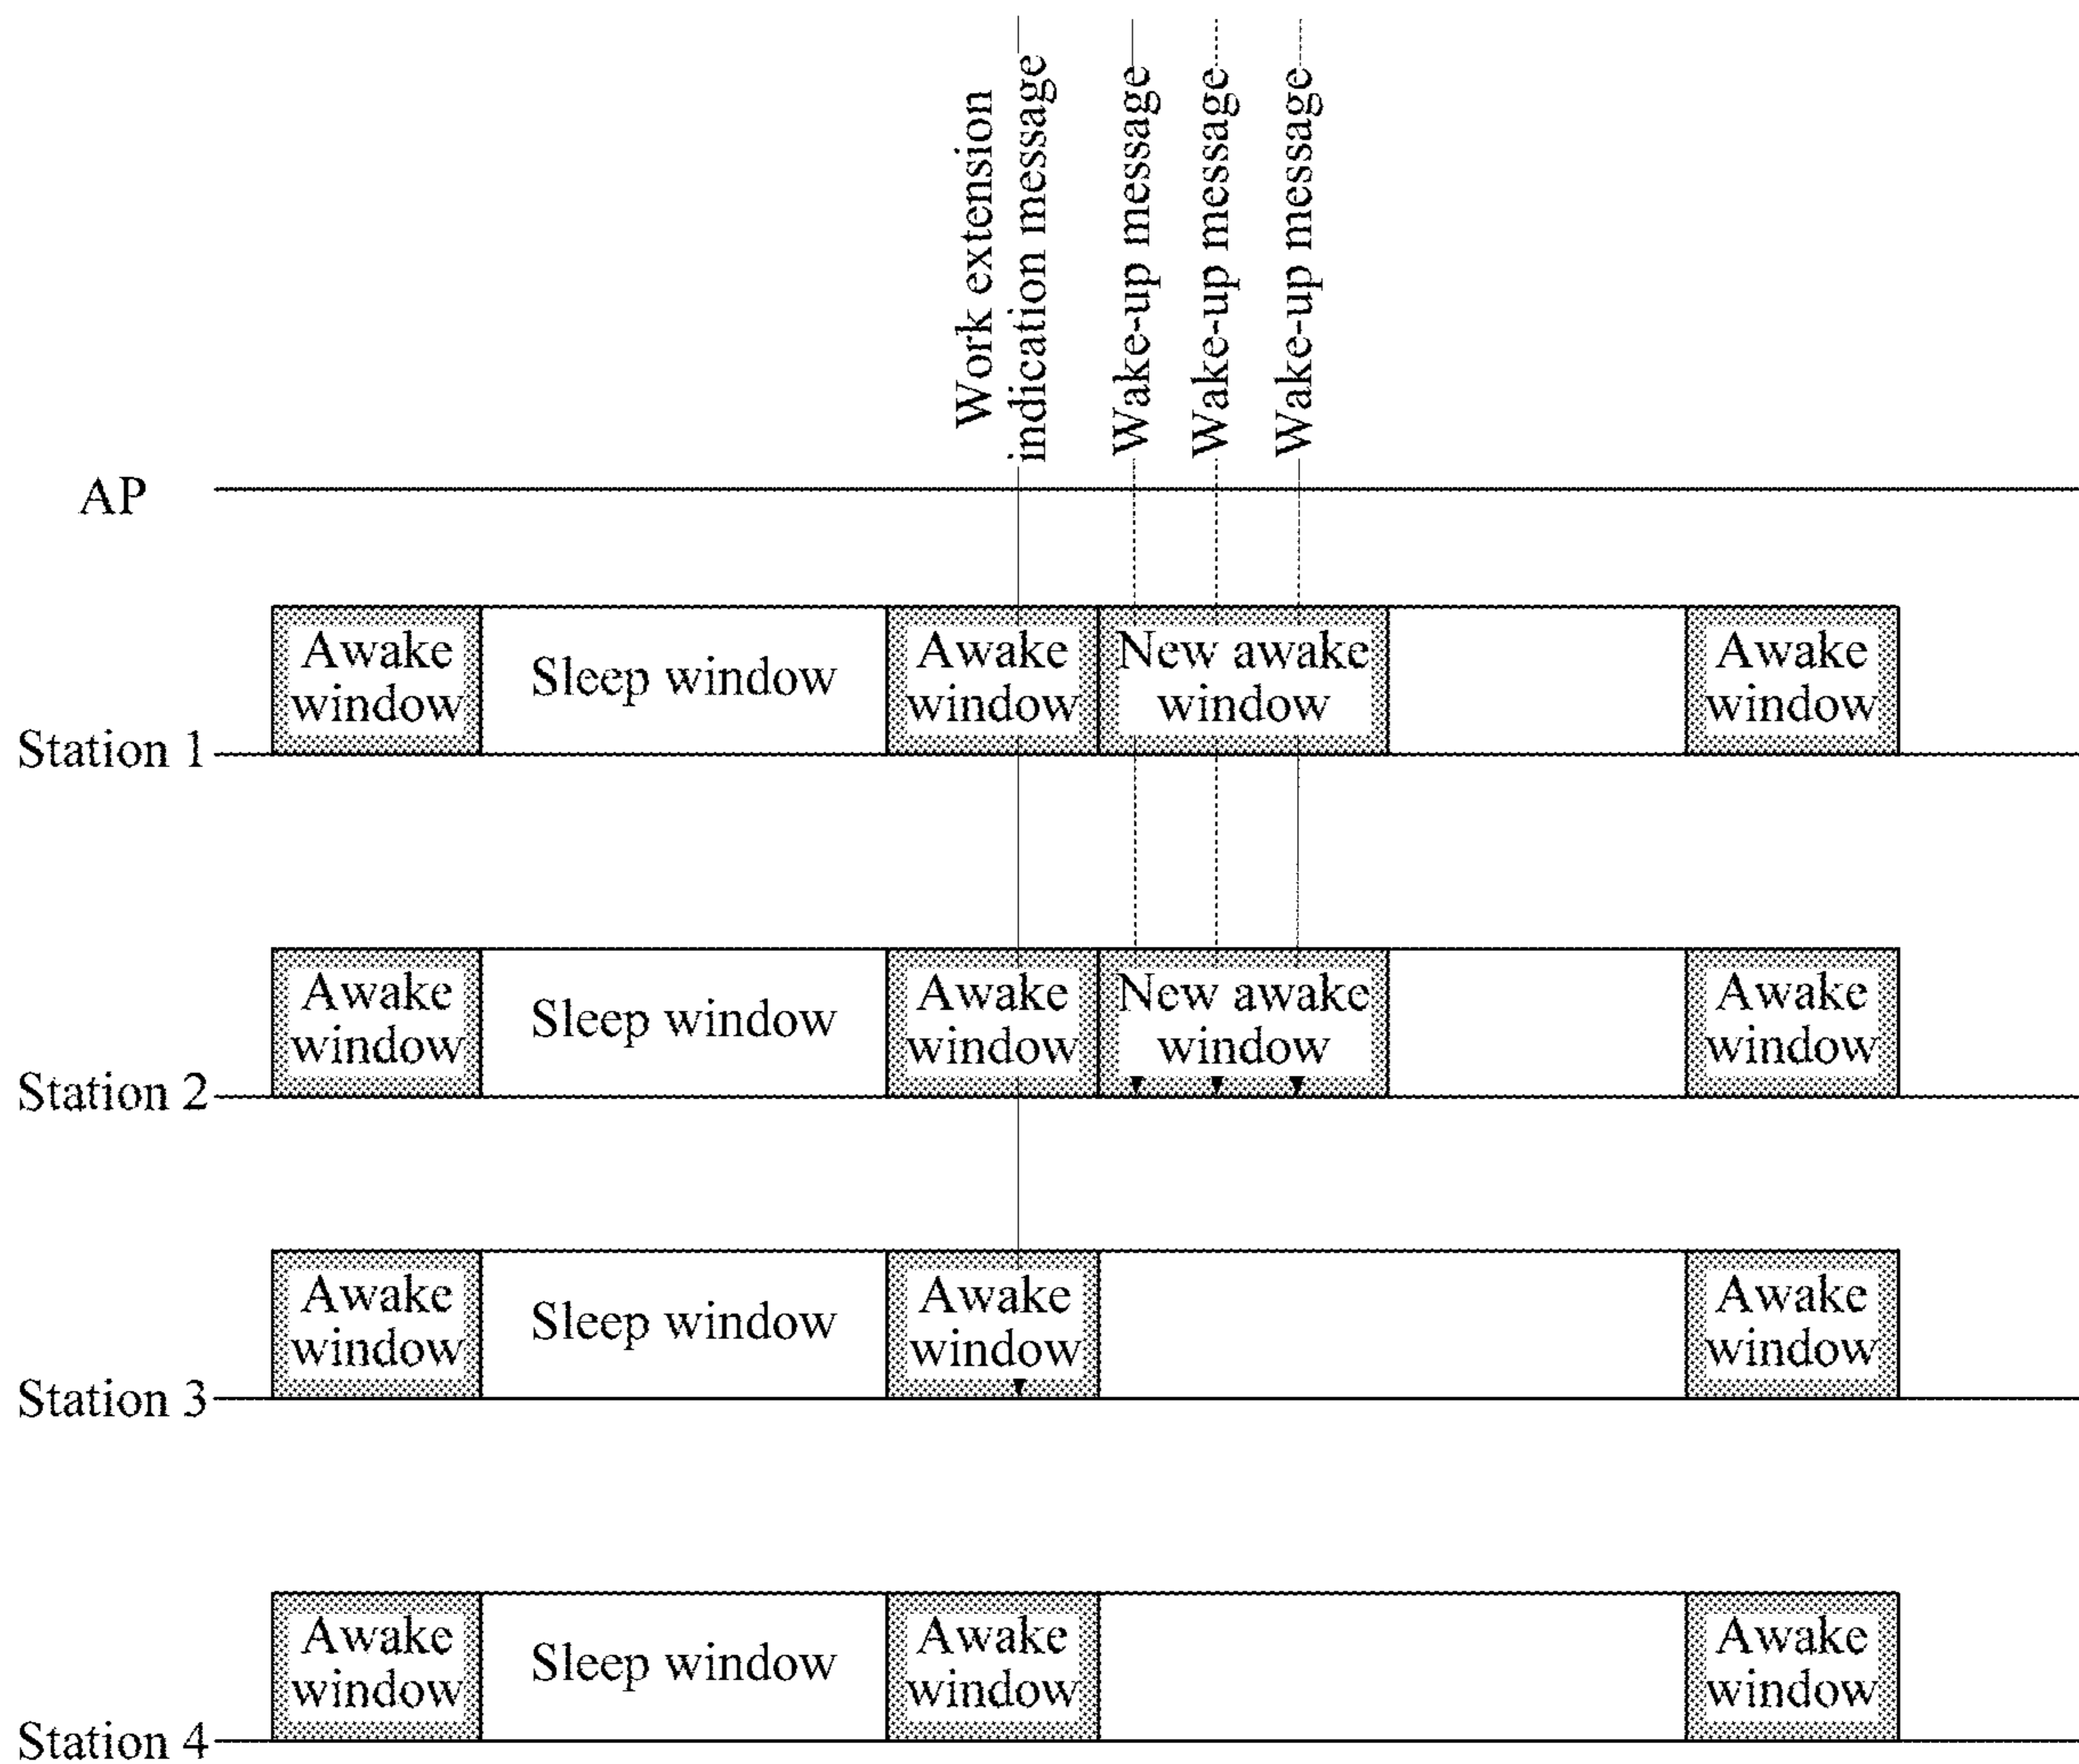 Work extension
indication message
Wake-up message
Wake-up message
Wake-up message
AP
Awake
window
Sleep window
Awake
window
New awake
window
Awake
window
Station 1
Awake
window
Sleep window
Awake
window
New awake
window
Awake
window
Station 2
Awake
window
Sleep window
Awake
window
Awake
window
Station 3
Awake
window
Sleep window
Awake
window
Awake
window
Station 4